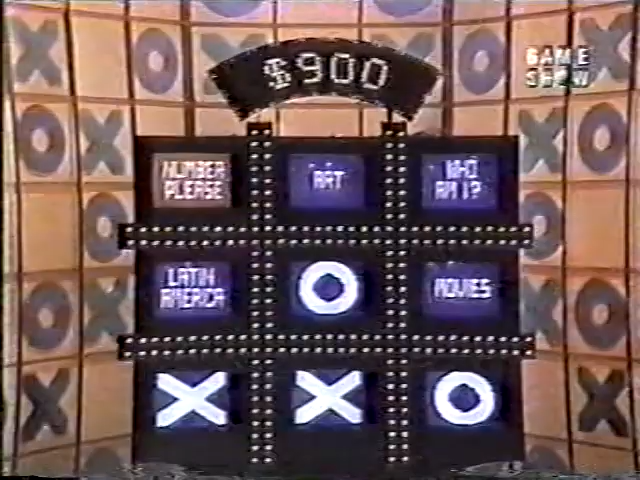 $900
GAME
SHOW
NUMBER
PLEASE
ART
WHO
AM I?
LATIN
AMERICA
O
MOVIES
X X O